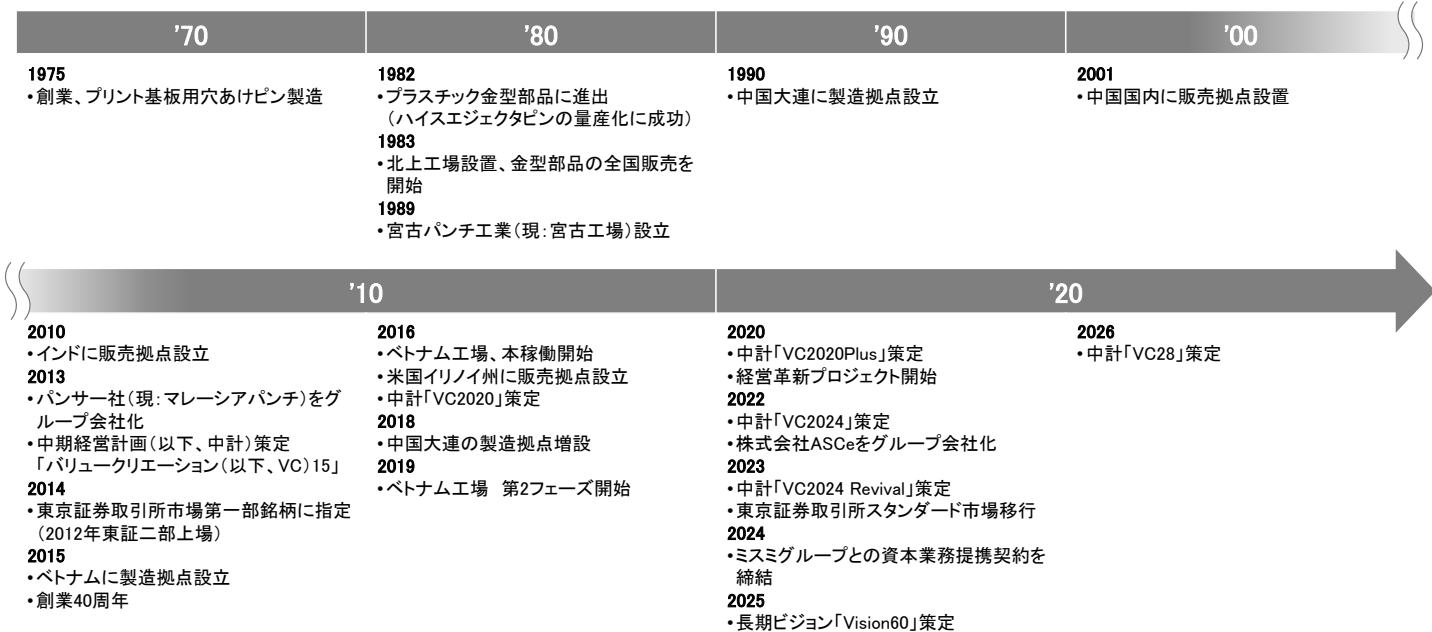 ’70
’80
’90
’00
1975
•創業、プリント基板用穴あけピン製造
1982
•プラスチック金型部品に進出
（ハイスエジェクタピンの量産化に成功）
1983
•北上工場設置、金型部品の全国販売を
開始
1989
•宮古パンチ工業（現：宮古工場）設立
1990
•中国大連に製造拠点設立
2001
•中国国内に販売拠点設置
’10
’20
2010
•インドに販売拠点設立
2013
•パンサー社（現：マレーシアパンチ）をグ
ループ会社化
•中期経営計画（以下、中計）策定
「バリュークリエーション（以下、VC）15」
2014
•東京証券取引所市場第一部銘柄に指定
（2012年東証二部上場）
2015
•ベトナムに製造拠点設立
•創業40周年
2016
•ベトナム工場、本稼働開始
•米国イリノイ州に販売拠点設立
•中計「VC2020」策定
2018
•中国大連の製造拠点増設
2019
•ベトナム工場　第2フェーズ開始
2020
•中計「VC2020Plus」策定
•経営革新プロジェクト開始
2022
•中計「VC2024」策定
•株式会社ASCeをグループ会社化
2023
•中計「VC2024 Revival」策定
•東京証券取引所スタンダード市場移行
2024
•ミスミグループとの資本業務提携契約を
締結
2025
•長期ビジョン「Vision60」策定
2026
•中計「VC28」策定